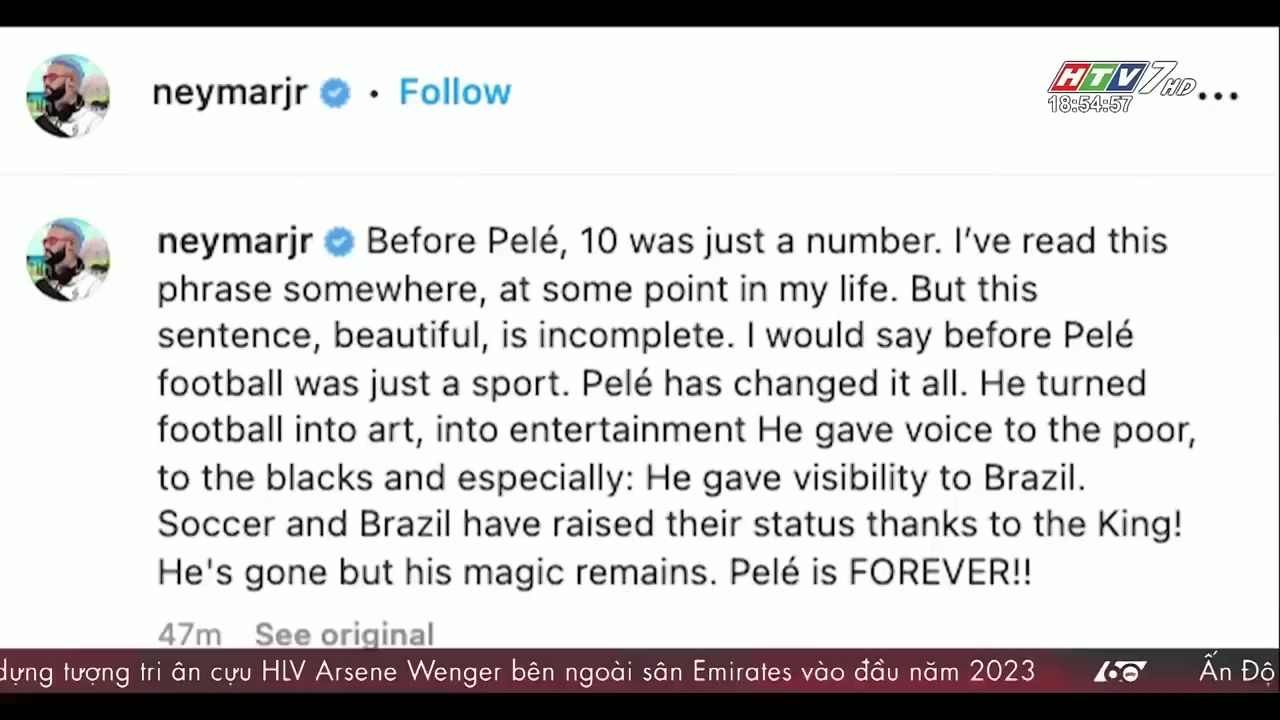 neymarjr • Follow
HTV7 HD
18:54:57
neymarjr Before Pelé, 10 was just a number. I’ve read this
phrase somewhere, at some point in my life. But this
sentence, beautiful, is incomplete. I would say before Pelé
football was just a sport. Pelé has changed it all. He turned
football into art, into entertainment He gave voice to the poor,
to the blacks and especially: He gave visibility to Brazil.
Soccer and Brazil have raised their status thanks to the King!
He's gone but his magic remains. Pelé is FOREVER!!
47m See original
dựng tượng tri ân cựu HLV Arsene Wenger bên ngoài sân Emirates vào đầu năm 2023 60 Ấn Độ